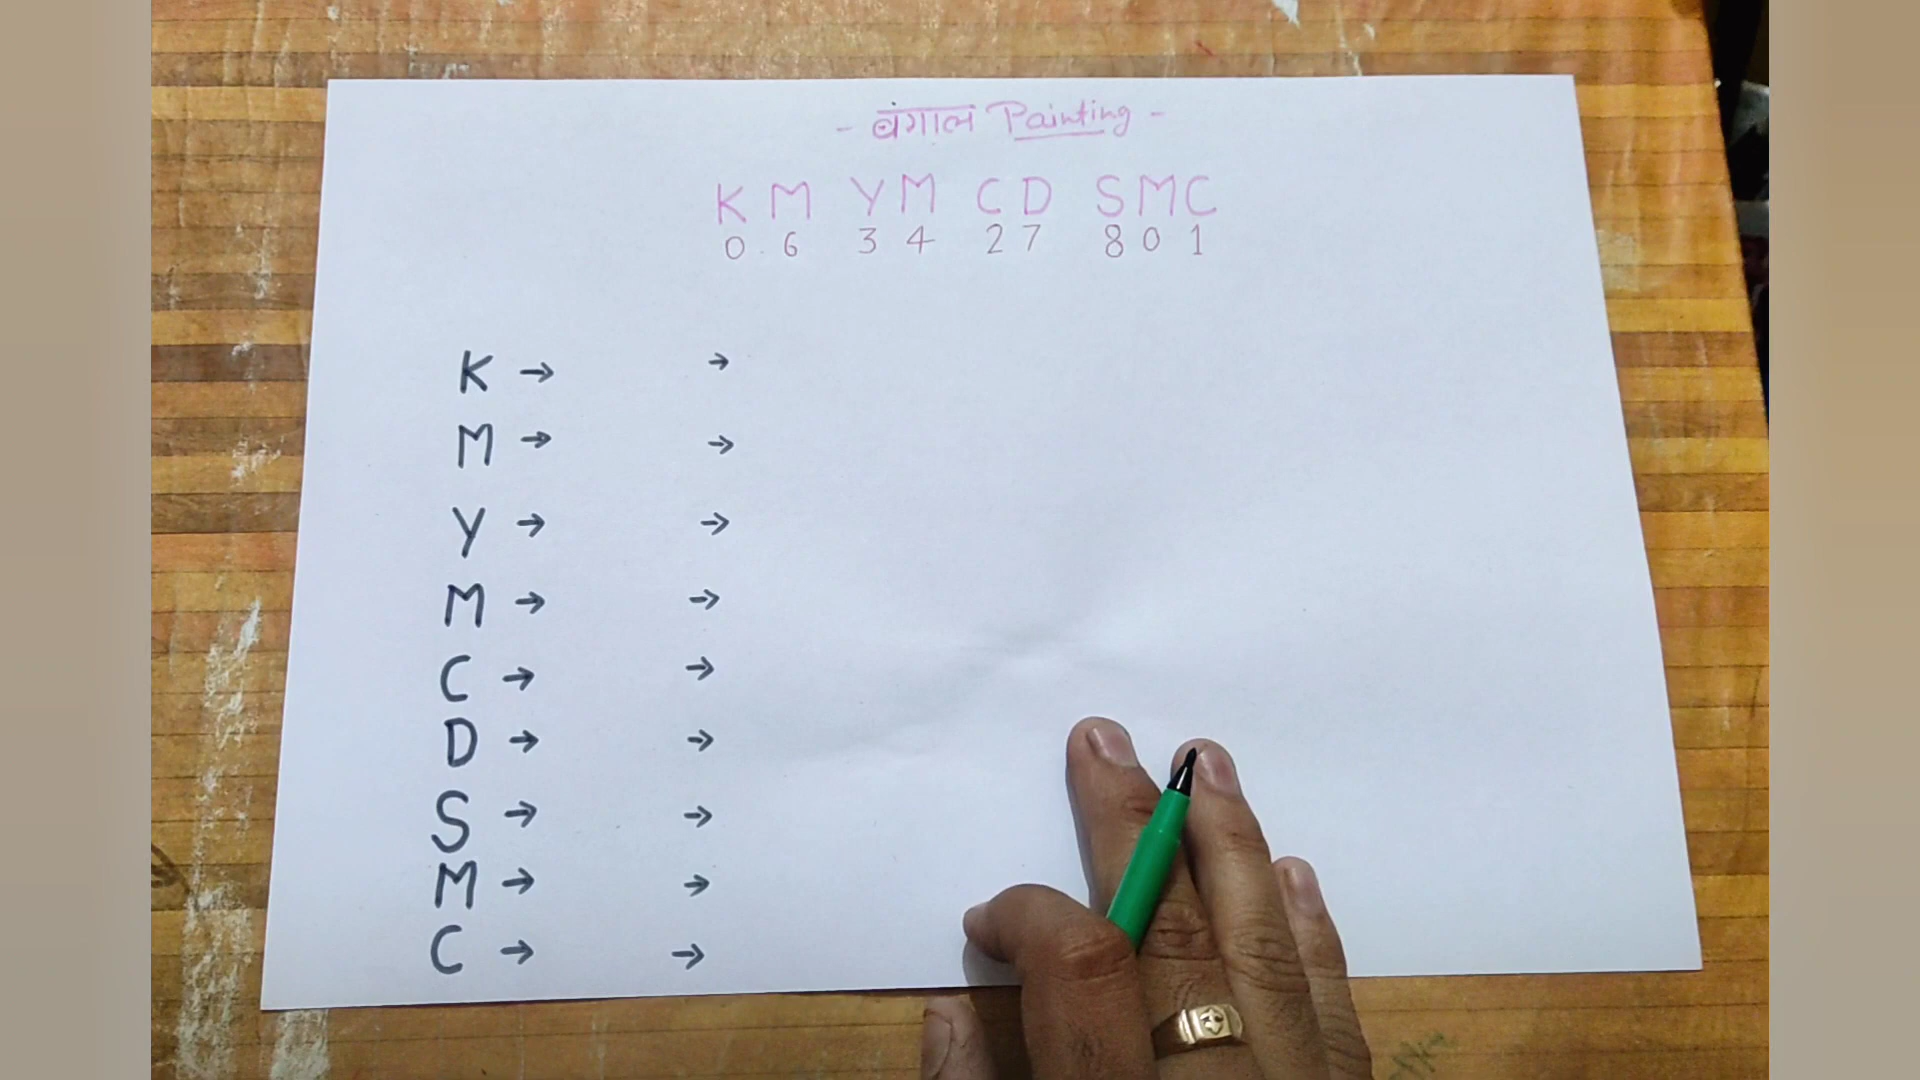 - बंगाल Painting -
K M Y M C D S M C
0 6 3 4 2 7 8 0 1
K → →
M → →
Y → →
M → →
C → →
D → →
S → →
M → →
C → →